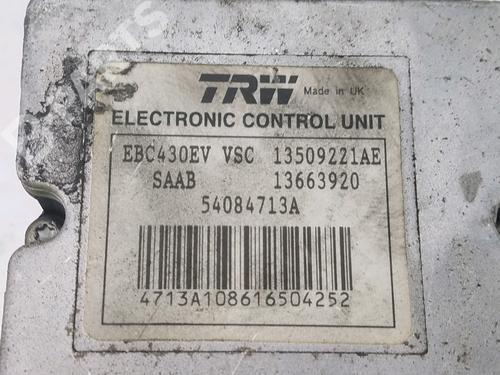 TRW Made in UK
ELECTRONIC CONTROL UNIT
EBC430EV VSC 13509221AE
SAAB 13663920
54084713A
4713A108616504252